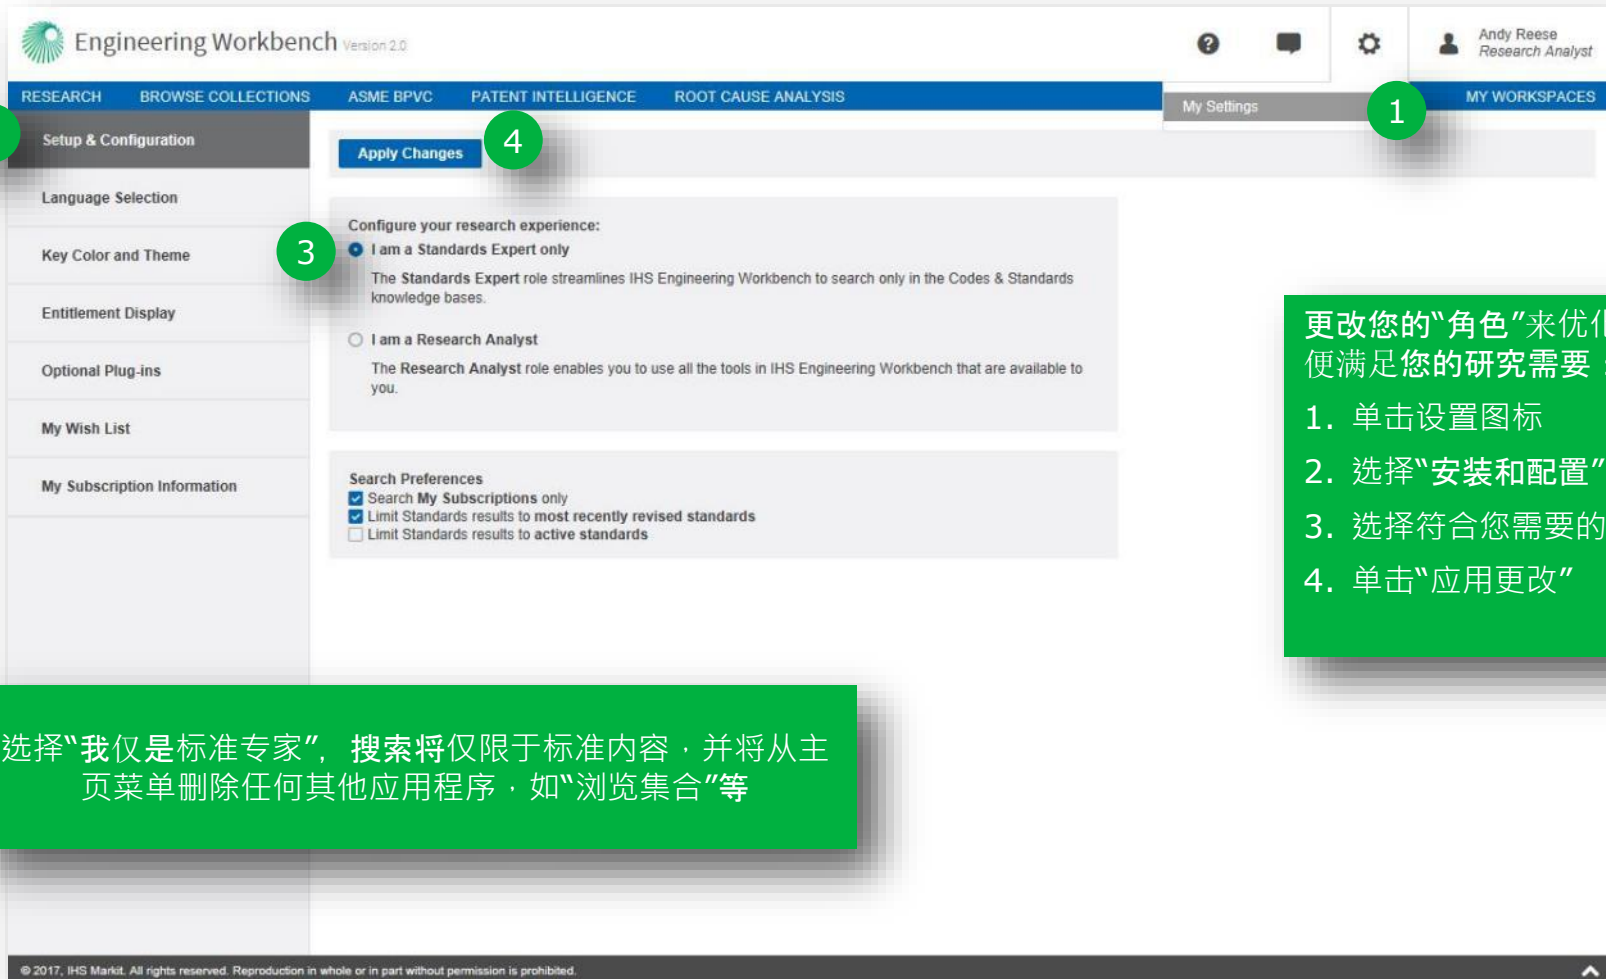 Engineering Workbench Version 2.0
Andy Reese
Research Analyst
RESEARCH BROWSE COLLECTIONS ASME BPVC PATENT INTELLIGENCE ROOT CAUSE ANALYSIS MY WORKSPACES
My Settings
1
Setup & Configuration
Language Selection
Key Color and Theme
Entitlement Display
Optional Plug-ins
My Wish List
My Subscription Information
Apply Changes
4
3
Configure your research experience:
I am a Standards Expert only
The Standards Expert role streamlines IHS Engineering Workbench to search only in the Codes & Standards
knowledge bases.
I am a Research Analyst
The Research Analyst role enables you to use all the tools in IHS Engineering Workbench that are available to
you.
Search Preferences
Search My Subscriptions only
Limit Standards results to most recently revised standards
Limit Standards results to active standards
更改您的“角色”来优化
便满足您的研究需要：
1. 单击设置图标
2. 选择“安装和配置”
3. 选择符合您需要的
4. 单击“应用更改”
选择“我仅是标准专家”，搜索将仅限于标准内容，并将从主
页菜单删除任何其他应用程序，如“浏览集合”等
© 2017, IHS Markit. All rights reserved. Reproduction in whole or in part without permission is prohibited.